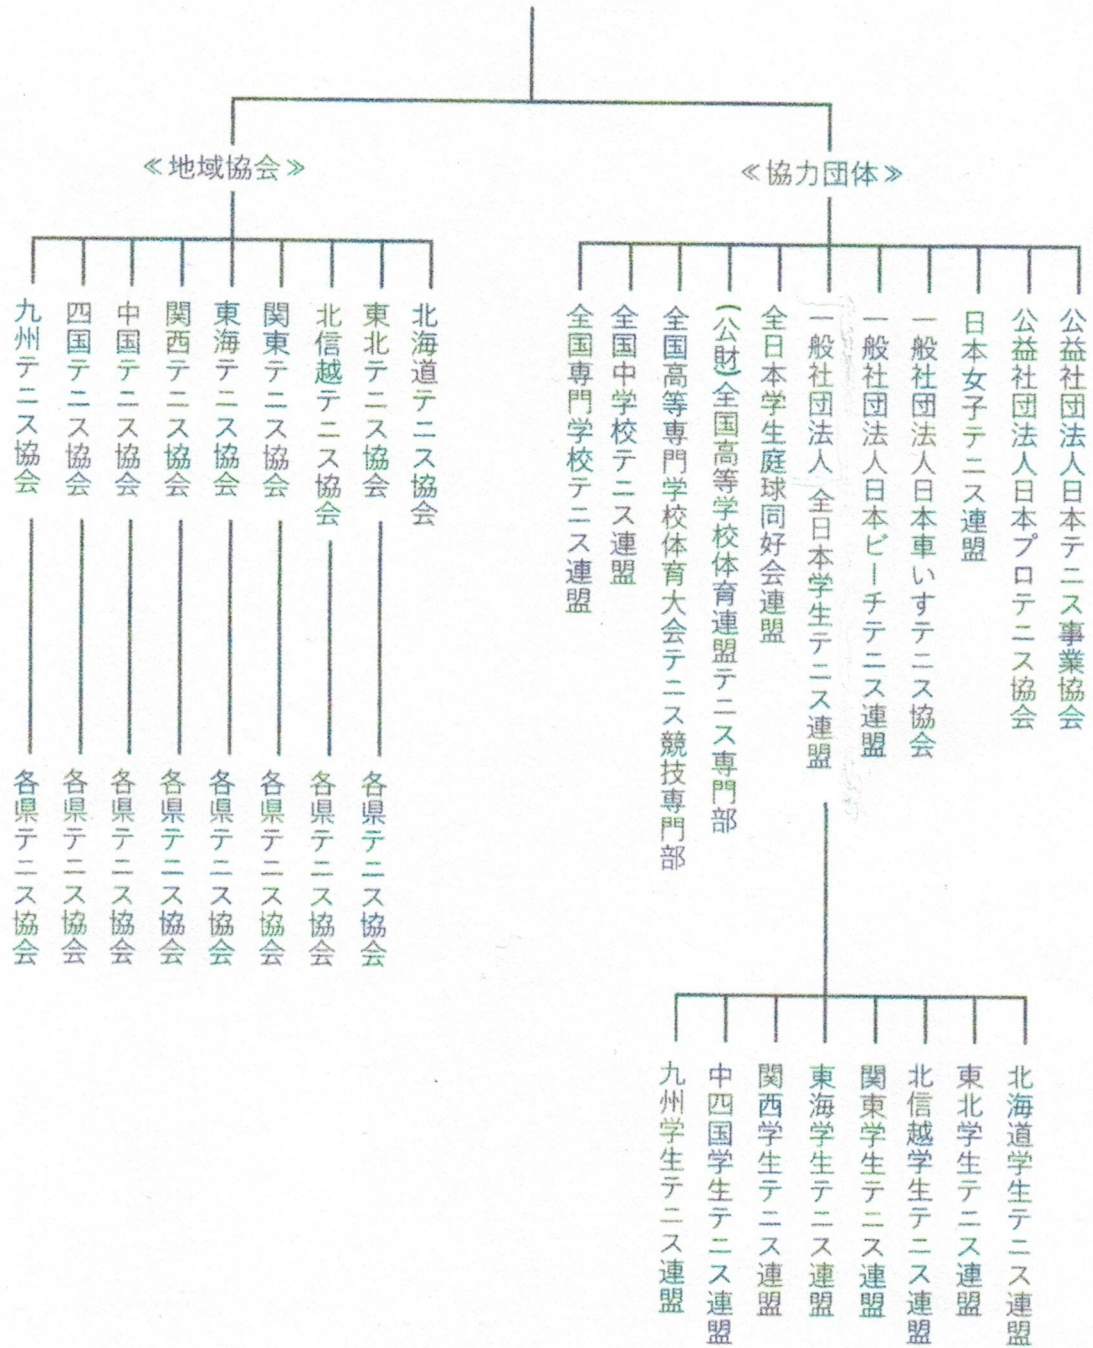 ≪地域協会≫
北海道テニス協会
東北テニス協会
北信越テニス協会
関東テニス協会
東海テニス協会
関西テニス協会
中国テニス協会
四国テニス協会
九州テニス協会
各県テニス協会
各県テニス協会
各県テニス協会
各県テニス協会
各県テニス協会
各県テニス協会
各県テニス協会
各県テニス協会
≪協力団体≫
公益社団法人日本テニス事業協会
公益社団法人日本プロテニス協会
日本女子テニス連盟
一般社団法人日本車いすテニス協会
一般社団法人日本ビーチテニス連盟
一般社団法人 全日本学生テニス連盟
全日本学生庭球同好会連盟
(公財)全国高等学校体育連盟テニス専門部
全国高等専門学校体育大会テニス競技専門部
全国中学校テニス連盟
全国専門学校テニス連盟
北海道学生テニス連盟
東北学生テニス連盟
北信越学生テニス連盟
関東学生テニス連盟
東海学生テニス連盟
関西学生テニス連盟
中四国学生テニス連盟
九州学生テニス連盟